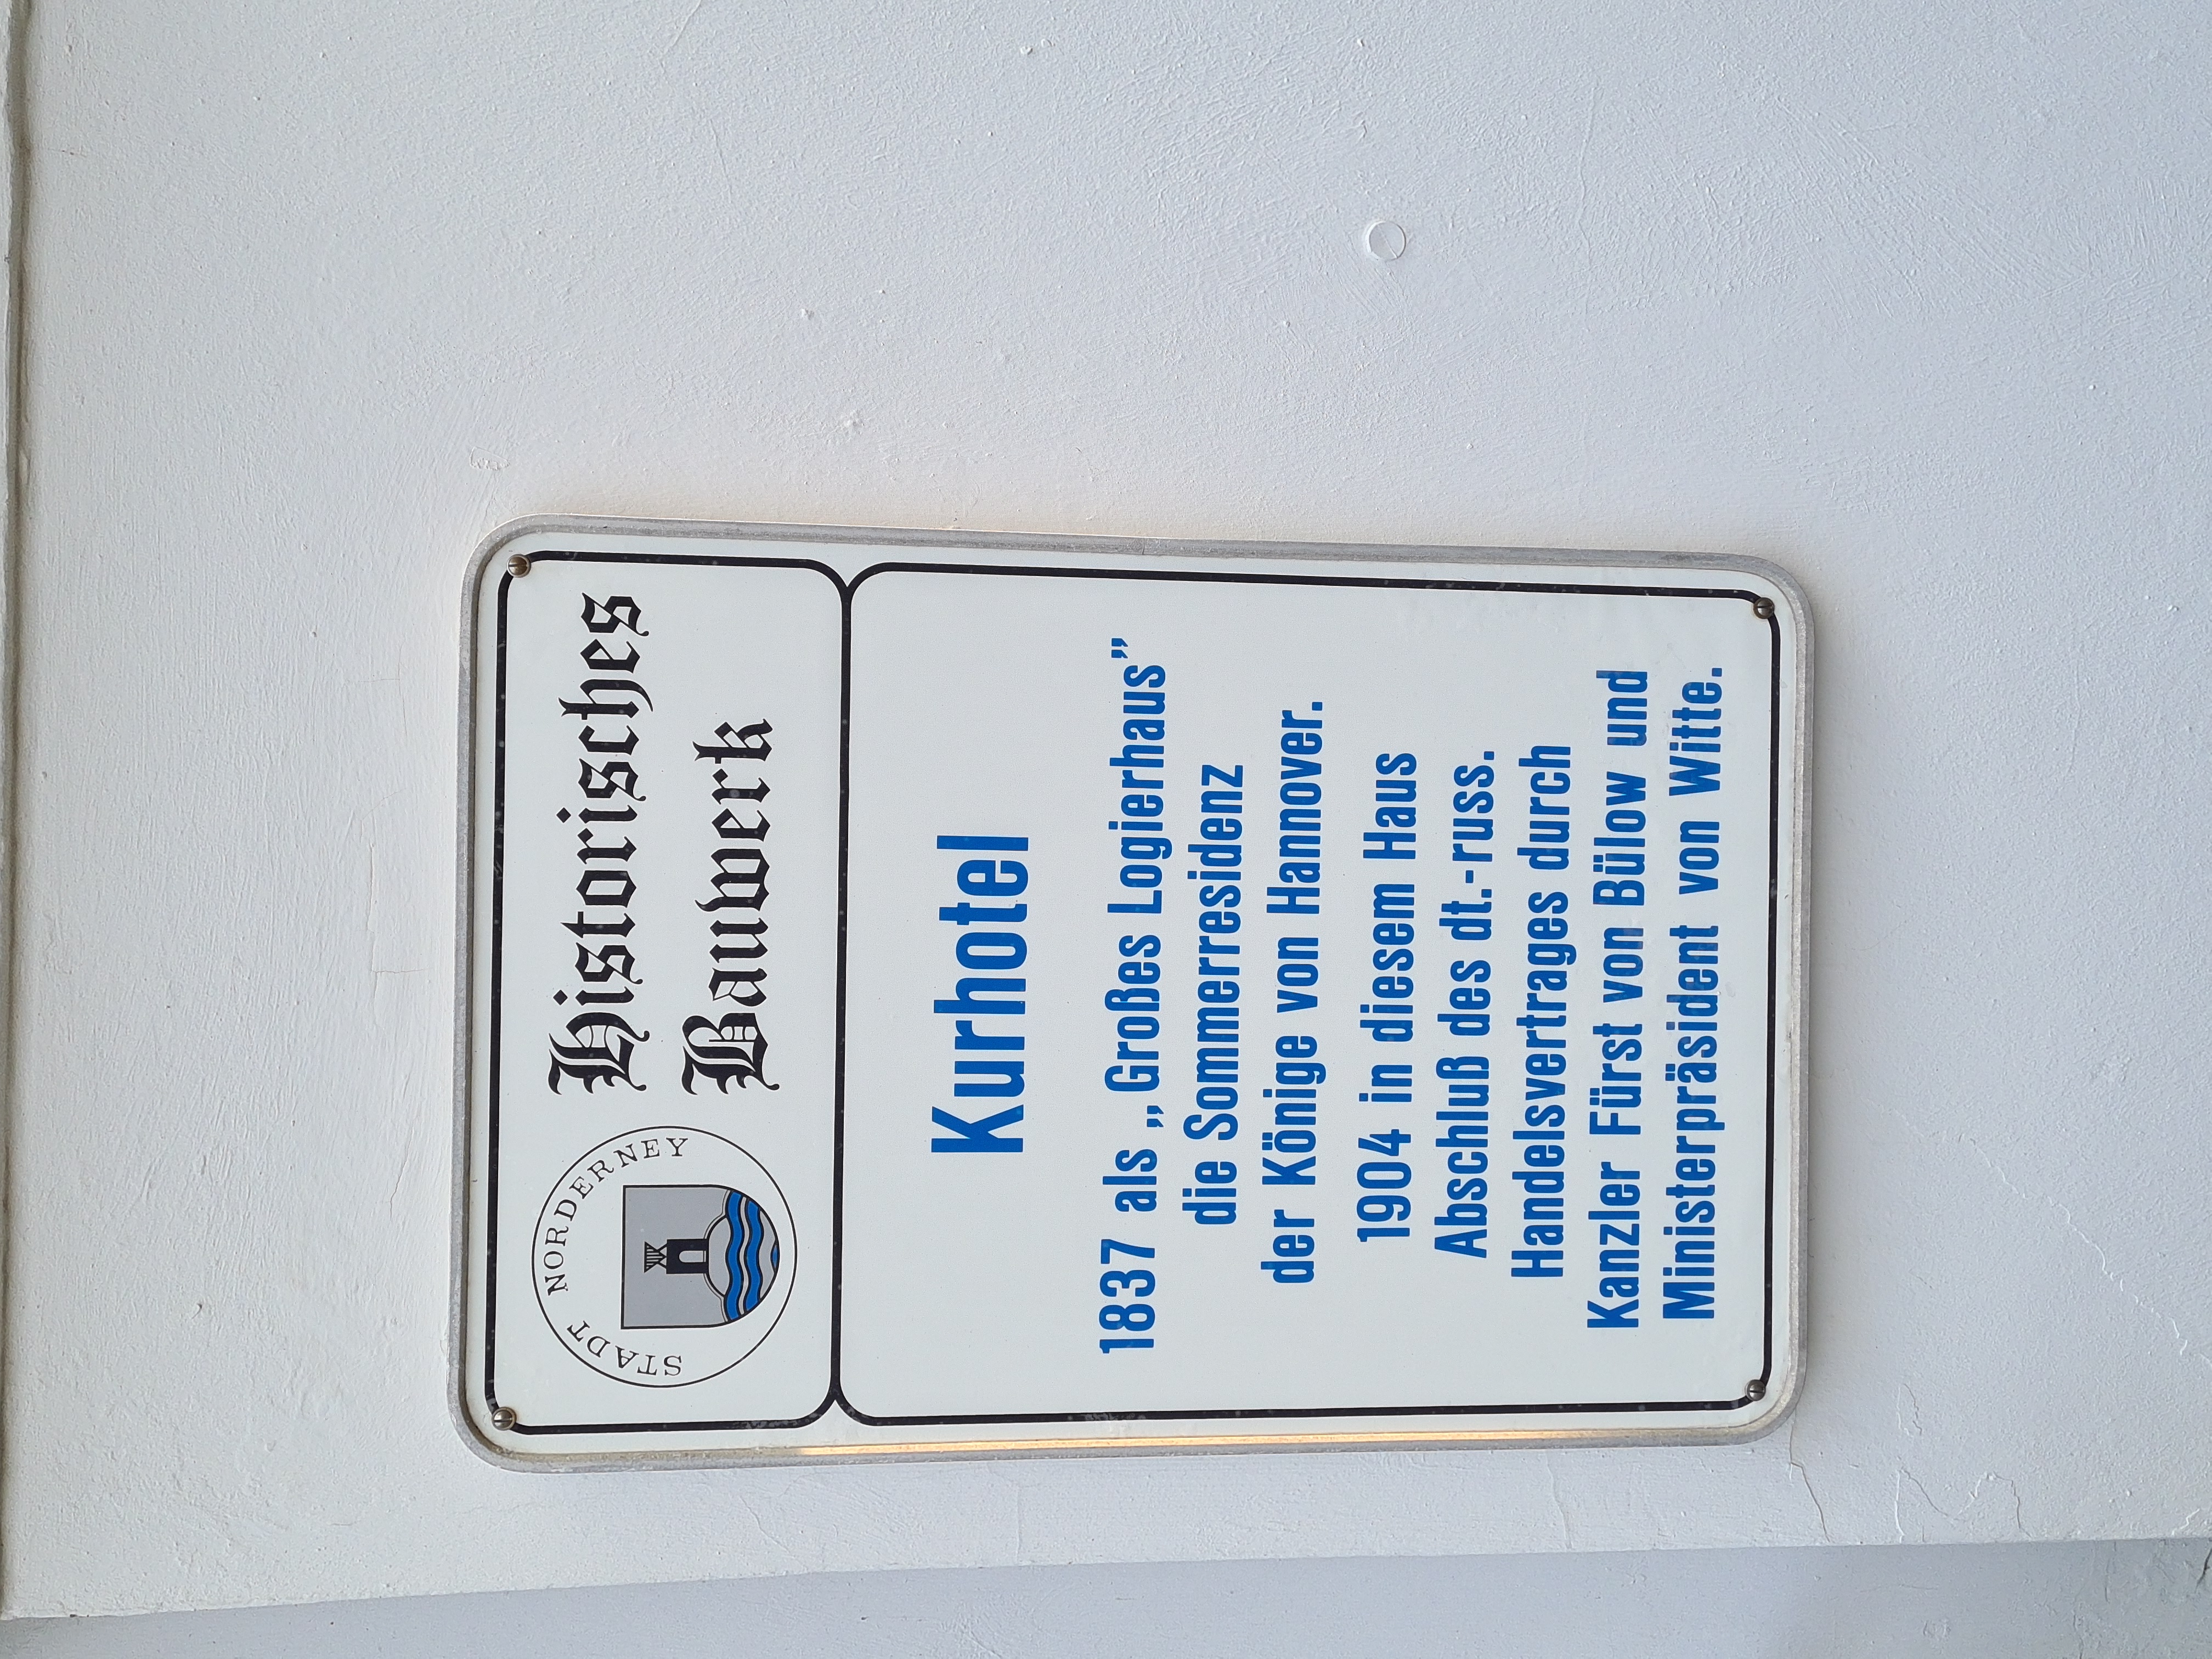 STADT NORDERNEY
Historisches
Bauwerk
Kurhotel
1837 als „Großes Logierhaus”
die Sommerresidenz
der Könige von Hannover.
1904 in diesem Haus
Abschluß des dt.-russ.
Handelsvertrages durch
Kanzler Fürst von Bülow und
Ministerpräsident von Witte.